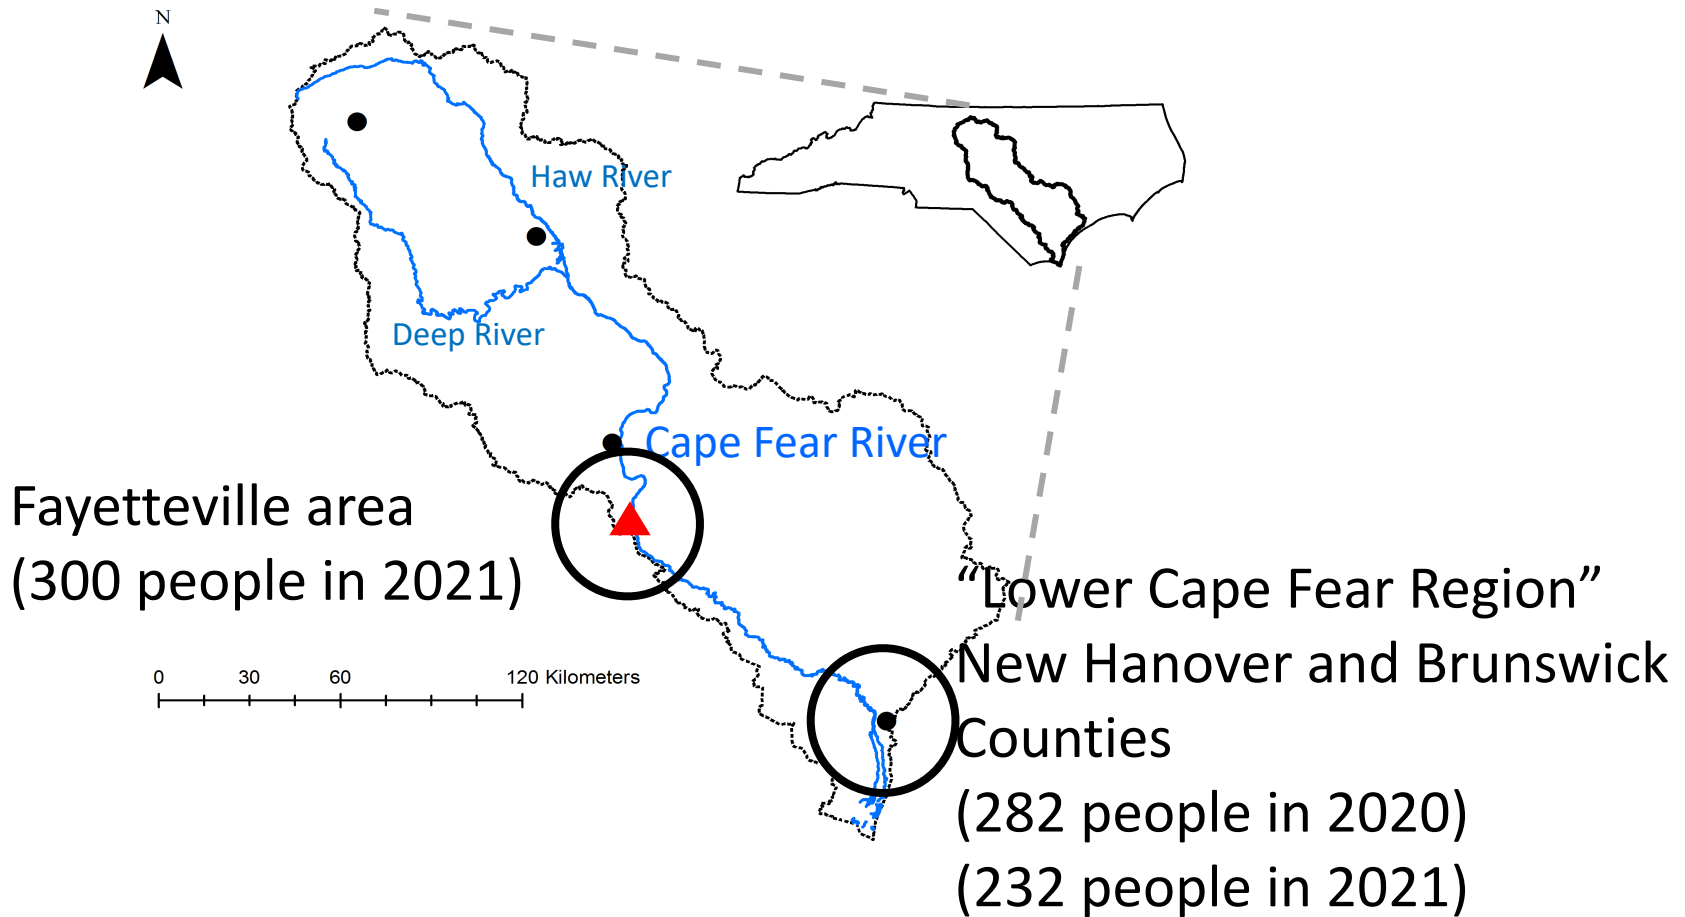 N
Haw River
Deep River
Cape Fear River
Fayetteville area
(300 people in 2021)
0 30 60 120 Kilometers
“Lower Cape Fear Region”
New Hanover and Brunswick
Counties
(282 people in 2020)
(232 people in 2021)